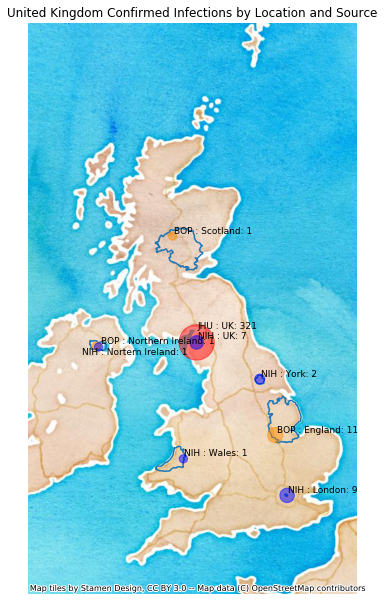 United Kingdom Confirmed Infections by Location and Source
BOP : Scotland: 1
JHU : UK: 321
NIH : UK: 7
BOP : Northern Ireland: 1
NIH : Nortern Ireland: 1
NIH : York: 2
BOP : England: 11
NIH : Wales: 1
NIH : London: 9
Map tiles by Stamen Design, CC BY 3.0 -- Map data (C) OpenStreetMap contributors